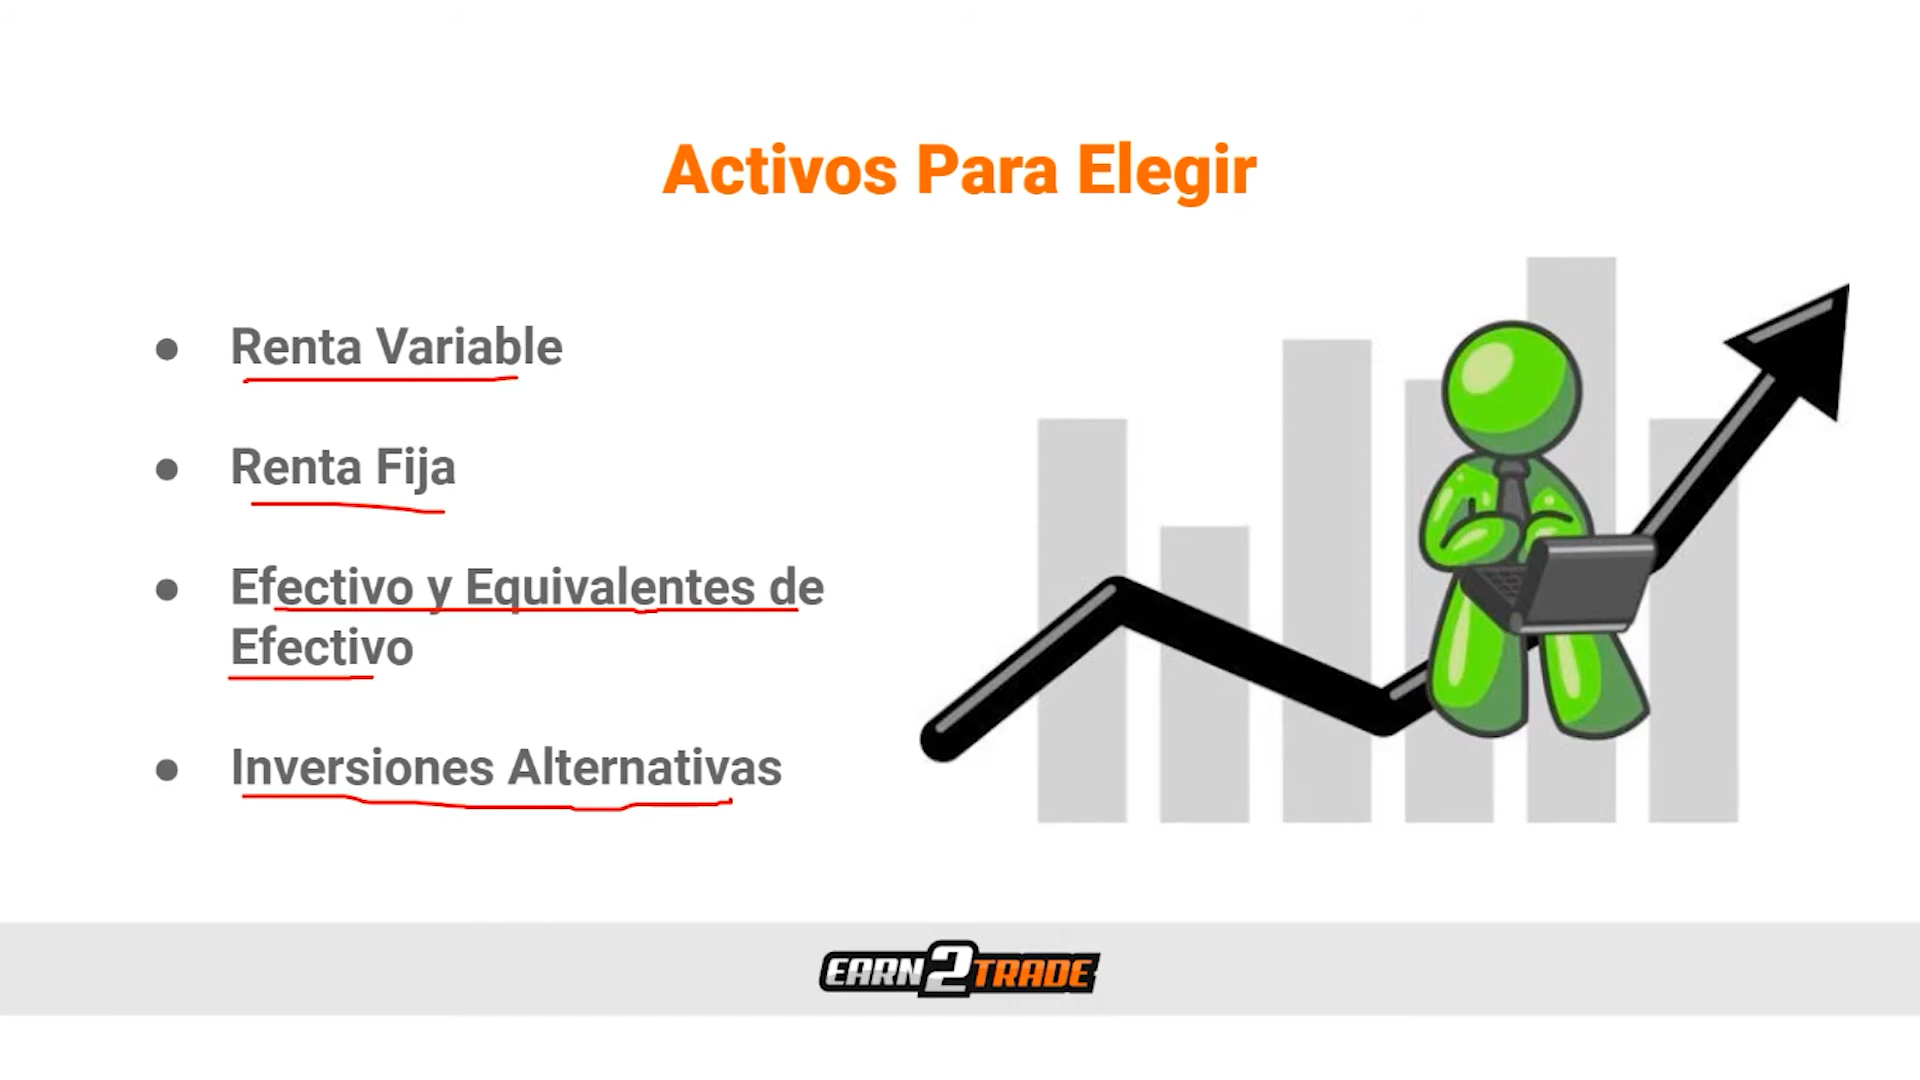 Activos Para Elegir
● Renta Variable
● Renta Fija
● Efectivo y Equivalentes de
Efectivo
● Inversiones Alternativas
EARN2TRADE